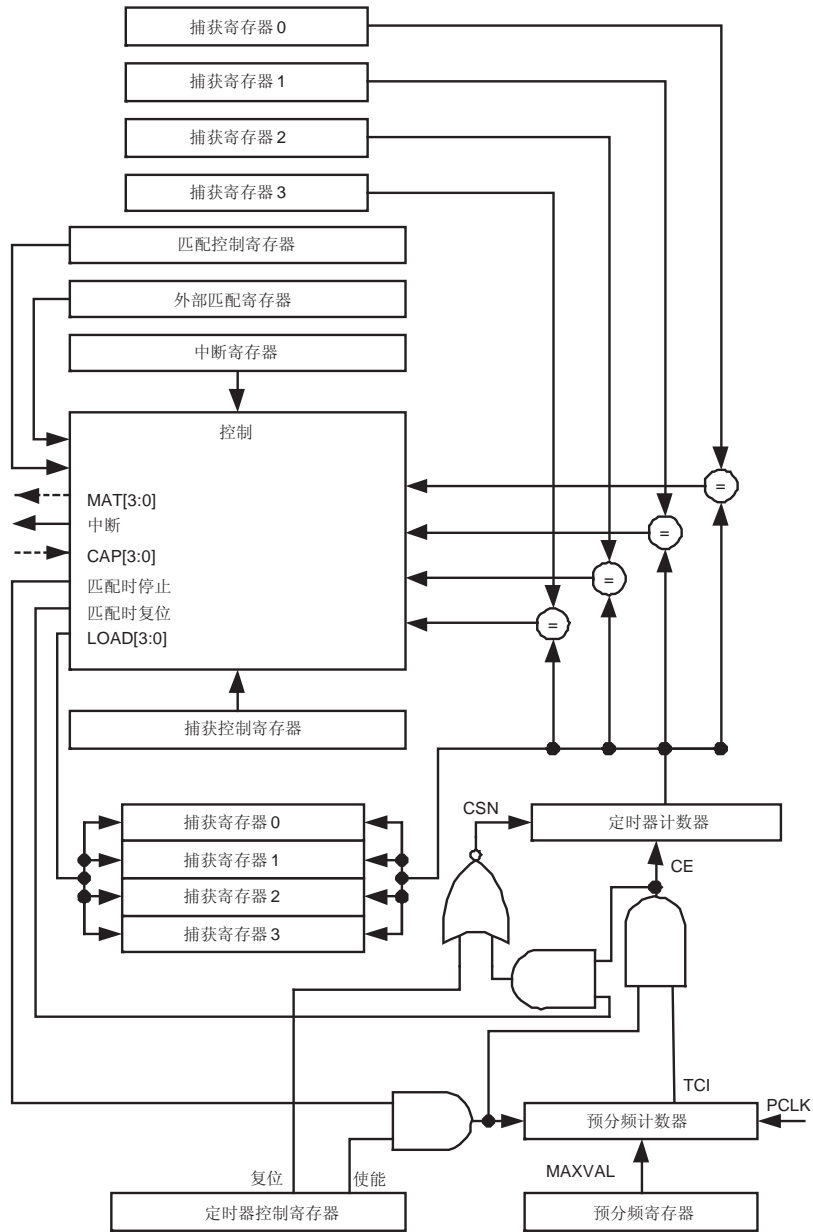 捕获寄存器 0
捕获寄存器 1
捕获寄存器 2
捕获寄存器 3
匹配控制寄存器
外部匹配寄存器
中断寄存器
控制
MAT[3:0]
中断
CAP[3:0]
匹配时停止
匹配时复位
LOAD[3:0]
=
=
=
=
捕获控制寄存器
捕获寄存器 0
捕获寄存器 1
捕获寄存器 2
捕获寄存器 3
CSN
定时器计数器
CE
TCI
PCLK
预分频计数器
MAXVAL
复位
使能
定时器控制寄存器
预分频寄存器